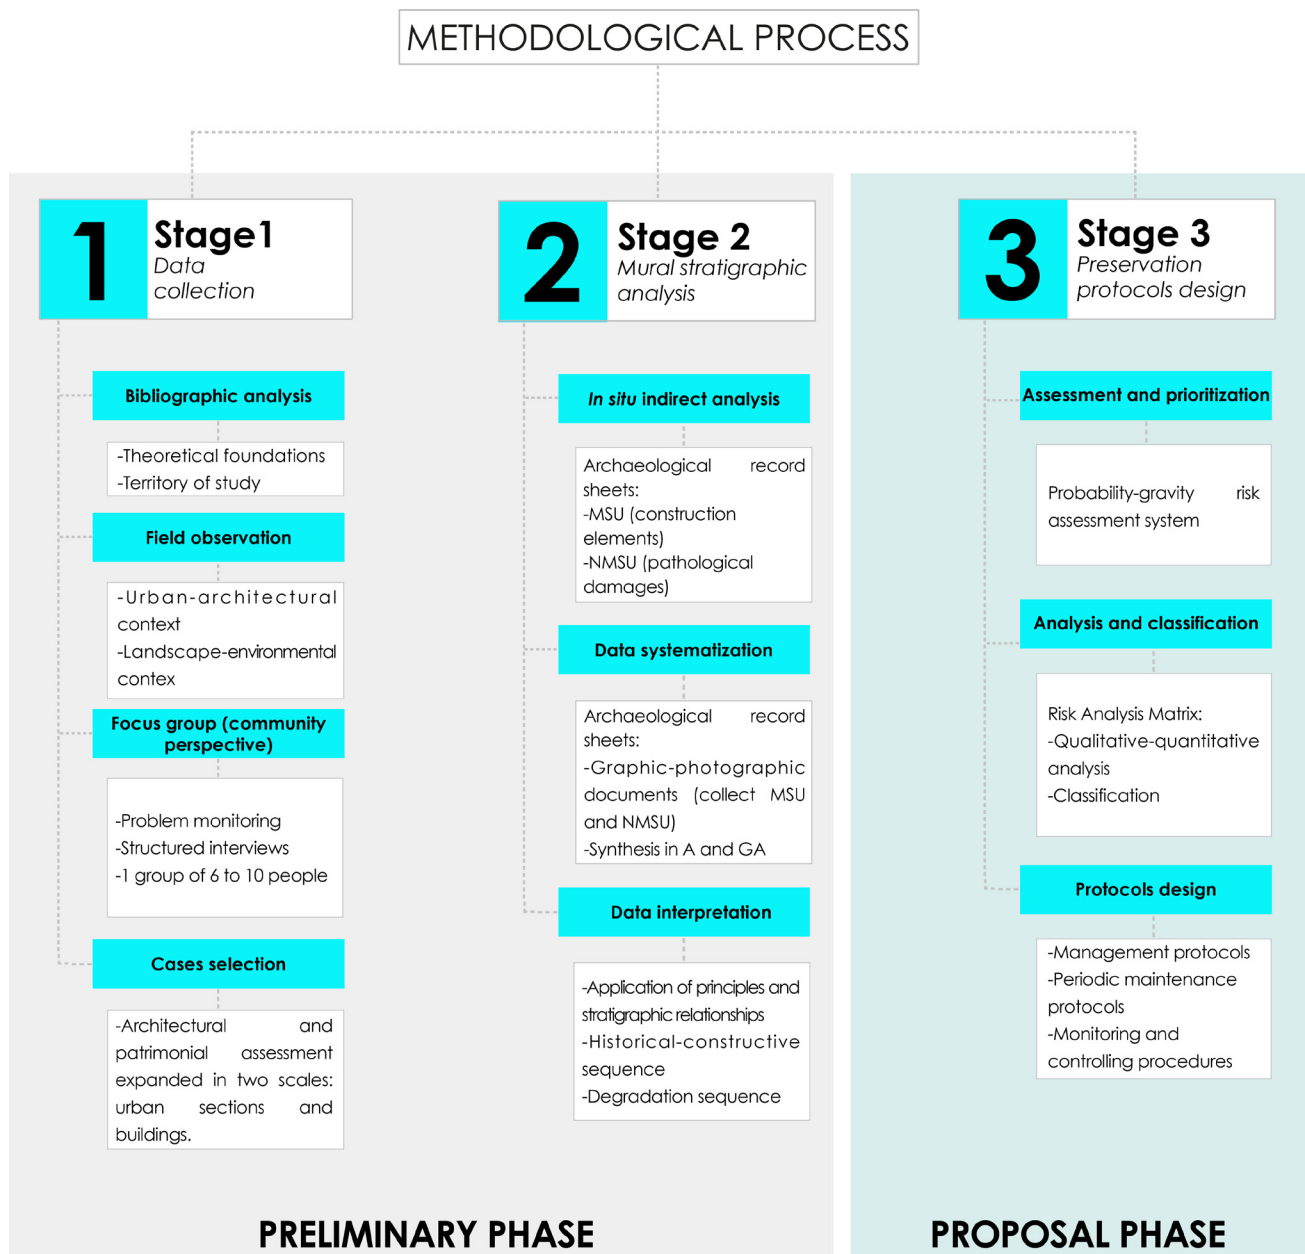 METHODOLOGICAL PROCESS
1
Stage1
Data
collection
Bibliographic analysis
-Theoretical foundations
-Territory of study
Field observation
-Urban-architectural
context
-Landscape-environmental
contex
Focus group (community
perspective)
-Problem monitoring
-Structured interviews
-1 group of 6 to 10 people
Cases selection
-Architectural and
patrimonial assessment
expanded in two scales:
urban sections and
buildings.
2
Stage 2
Mural stratigraphic
analysis
In situ indirect analysis
Archaeological record
sheets:
-MSU (construction
elements)
-NMSU (pathological
damages)
Data systematization
Archaeological record
sheets:
-Graphic-photographic
documents (collect MSU
and NMSU)
-Synthesis in A and GA
Data interpretation
-Application of principles and
stratigraphic relationships
-Historical-constructive
sequence
-Degradation sequence
PRELIMINARY PHASE
3
Stage 3
Preservation
protocols design
Assessment and prioritization
Probability-gravity risk
assessment system
Analysis and classification
Risk Analysis Matrix:
-Qualitative-quantitative
analysis
-Classification
Protocols design
-Management protocols
-Periodic maintenance
protocols
-Monitoring and
controlling procedures
PROPOSAL PHASE